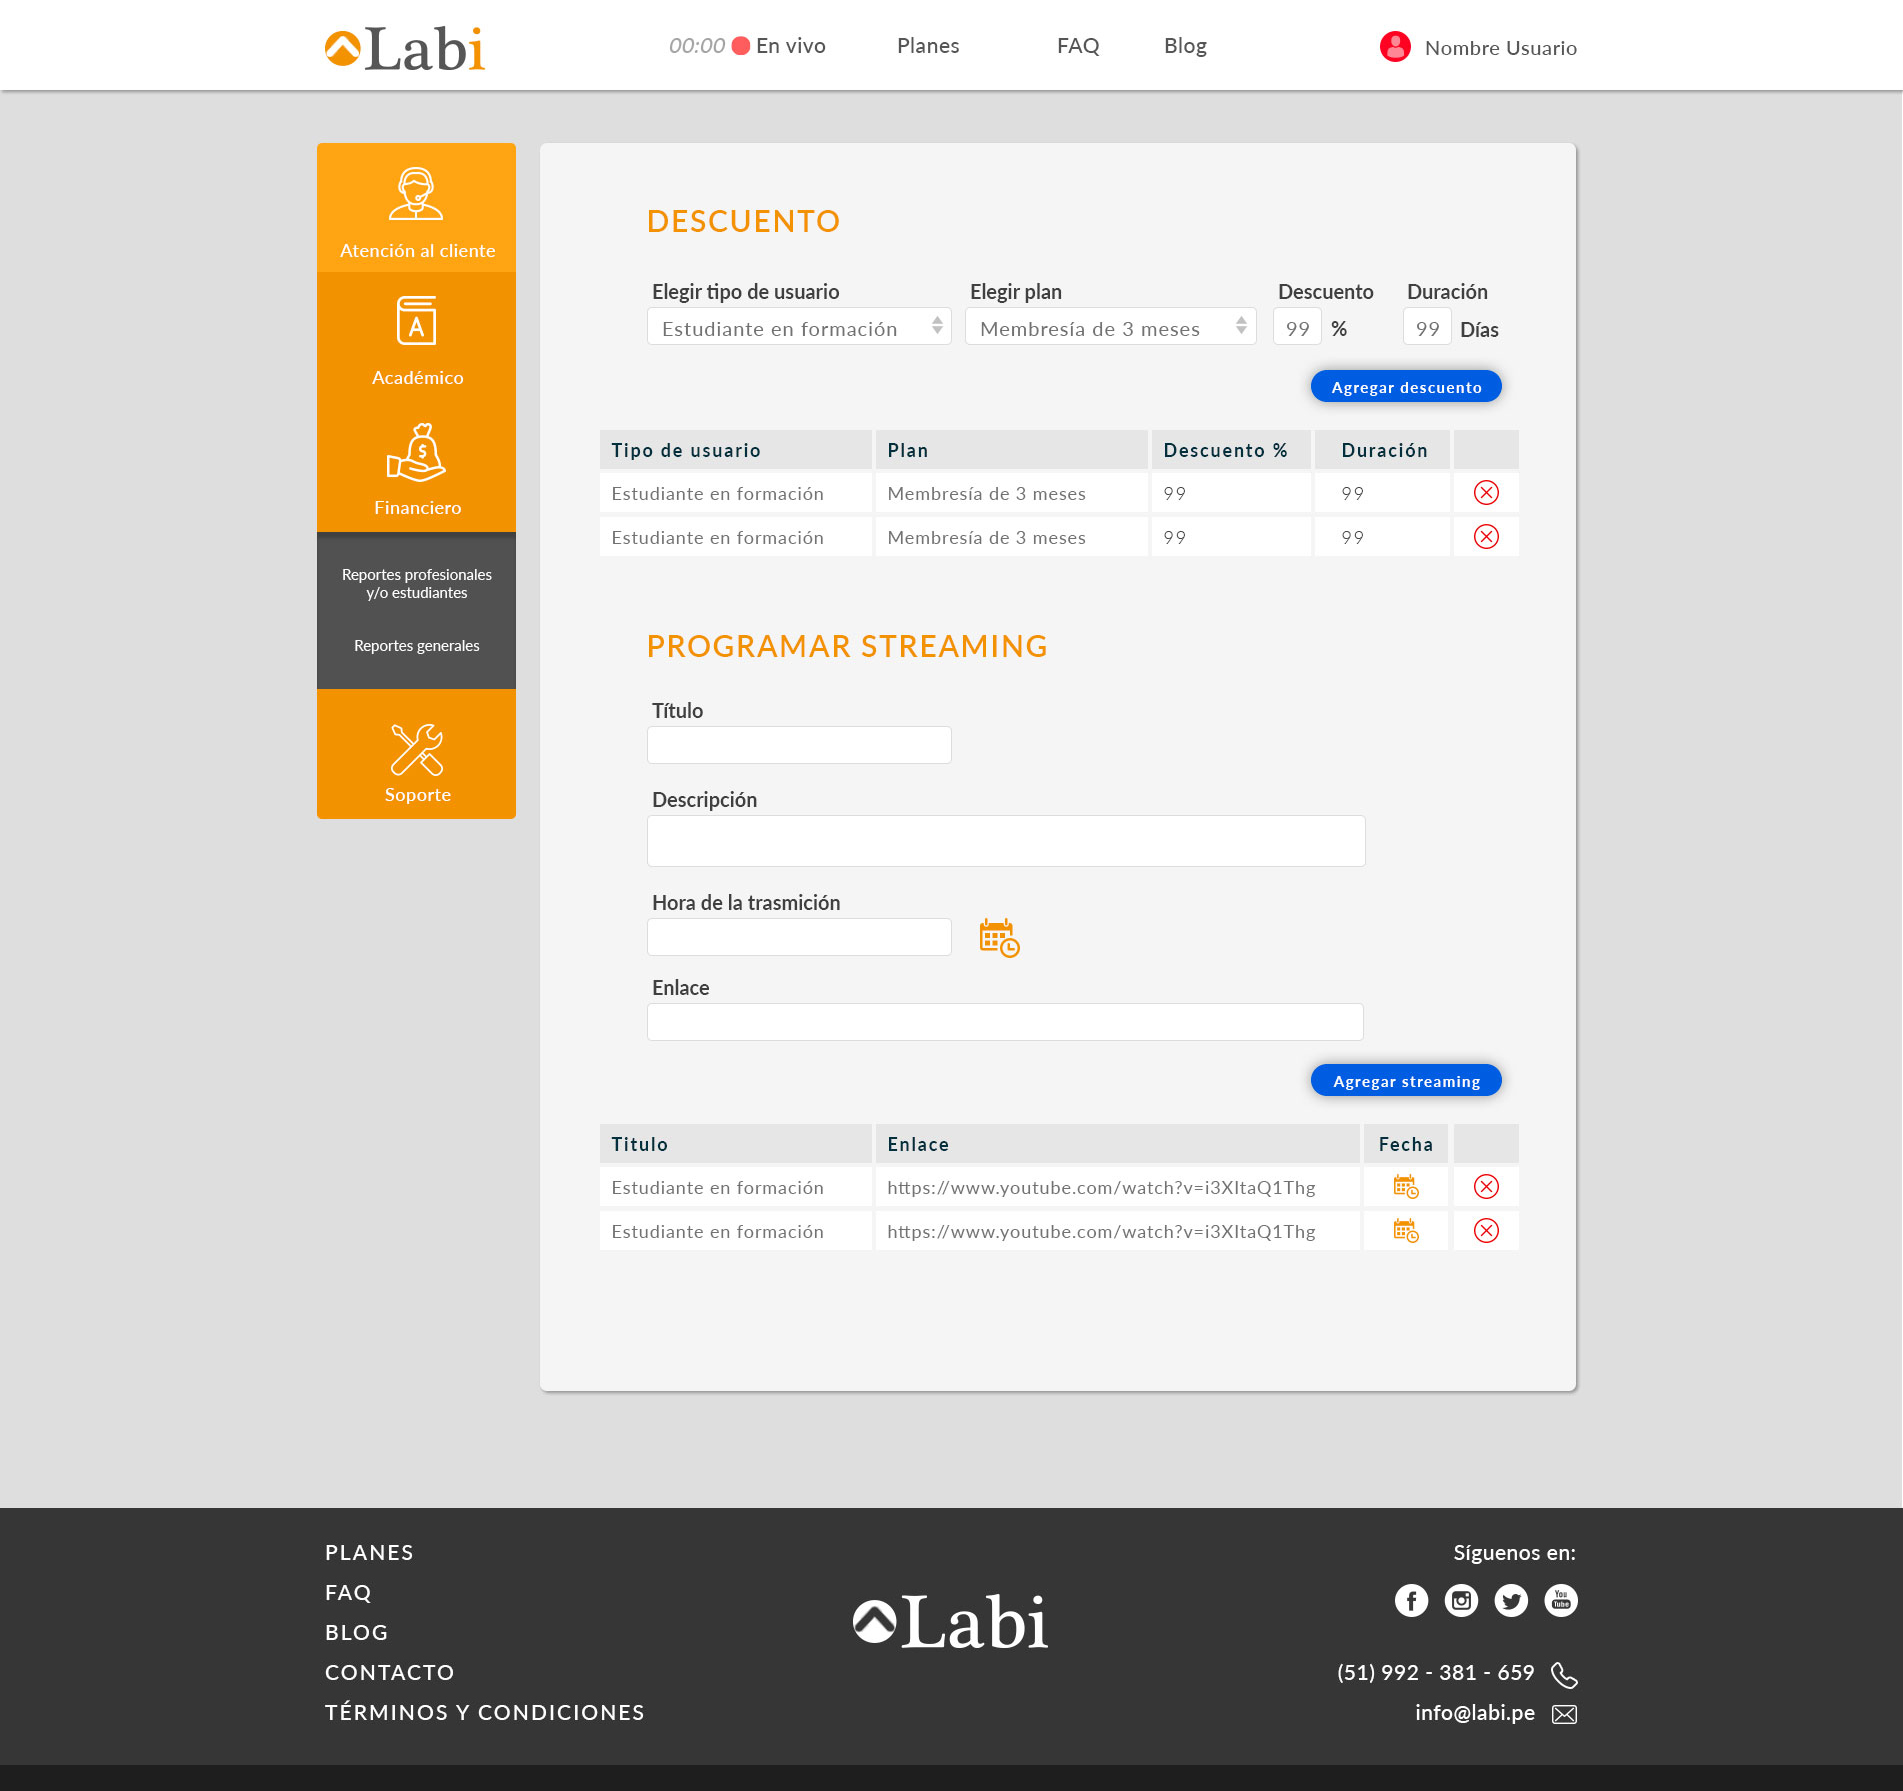 Labi
00:00 En vivo
Planes
FAQ
Blog
Nombre Usuario
Atención al cliente
A
Académico
$
Financiero
Reportes profesionales
y/o estudiantes
Reportes generales
Soporte
DESCUENTO
Elegir tipo de usuario
Elegir plan
Descuento
Duración
Estudiante en formación
Membresía de 3 meses
99 %
99 Días
Agregar descuento
Tipo de usuario Plan Descuento % Duración
Estudiante en formación Membresía de 3 meses 99 99
Estudiante en formación Membresía de 3 meses 99 99
PROGRAMAR STREAMING
Título
Descripción
Hora de la trasmición
Enlace
Agregar streaming
Titulo Enlace Fecha
Estudiante en formación https://www.youtube.com/watch?v=i3XItaQ1Thg
Estudiante en formación https://www.youtube.com/watch?v=i3XItaQ1Thg
PLANES
FAQ
BLOG
CONTACTO
TÉRMINOS Y CONDICIONES
Labi
Síguenos en:
f
You
Tube
(51) 992 - 381 - 659
info@labi.pe